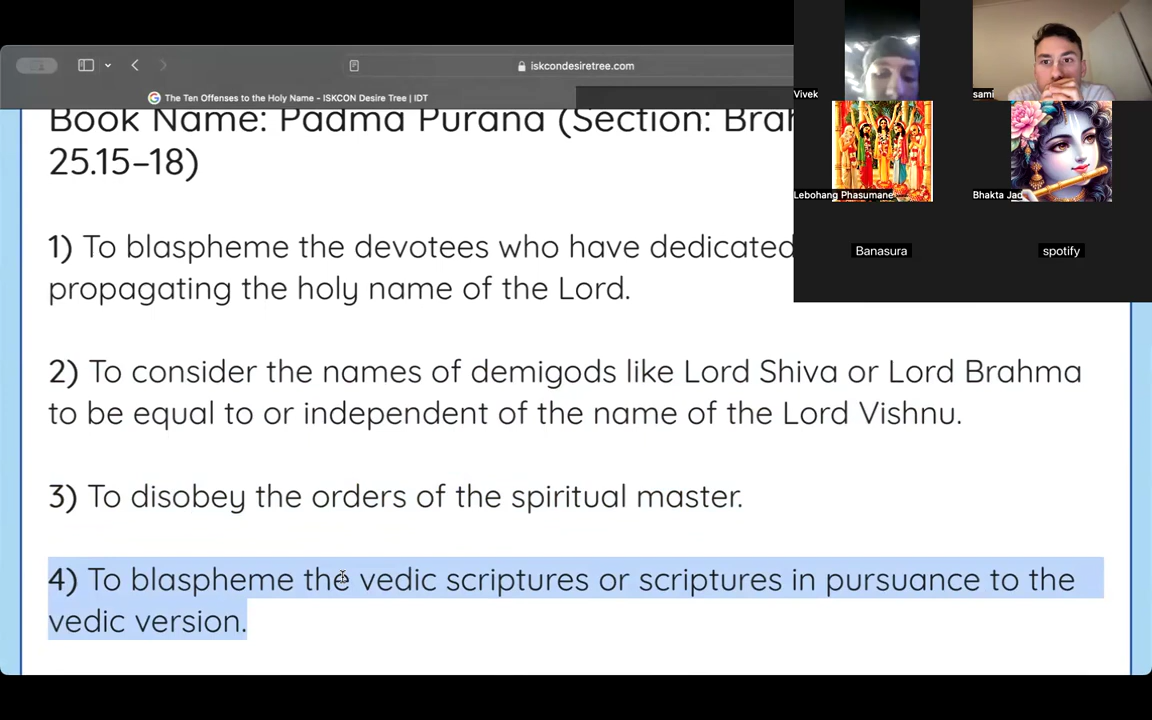 iskcondesiretree.com
The Ten Offenses to the Holy Name - ISKCON Desire Tree | IDT
Book Name: Padma Purana (Section:
25.15–18)
1) To blaspheme the devotees who have dedicated
propagating the holy name of the Lord.
2) To consider the names of demigods like Lord Shiva or Lord Brahma
to be equal to or independent of the name of the Lord Vishnu.
3) To disobey the orders of the spiritual master.
4) To blaspheme the vedic scriptures or scriptures in pursuance to the
vedic version.
Vivek
sami
Lebohang Phasumane
Bhakta Jad
Banasura
spotify